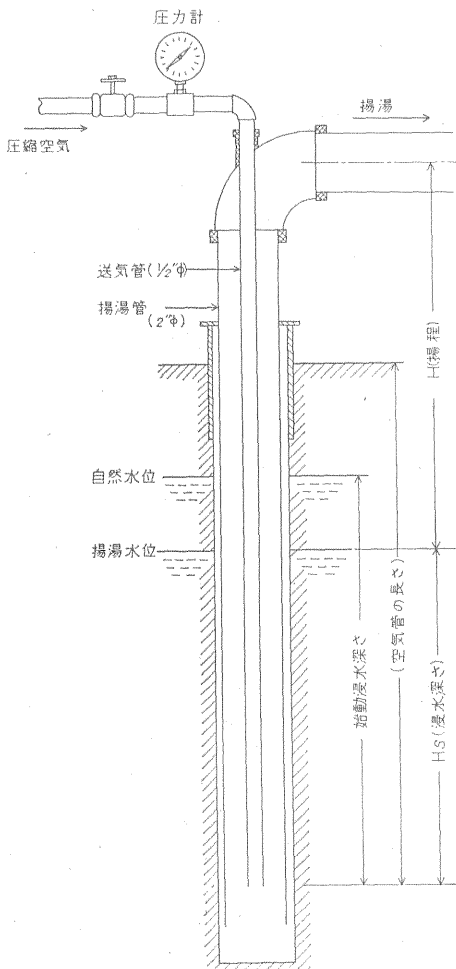 圧力計
揚湯
圧縮空気
送気管(1/2"φ)
揚湯管
(2"φ)
H(揚程)
自然水位
揚湯水位
始動浸水深さ
(空気管の長さ)
HS(浸水深さ)